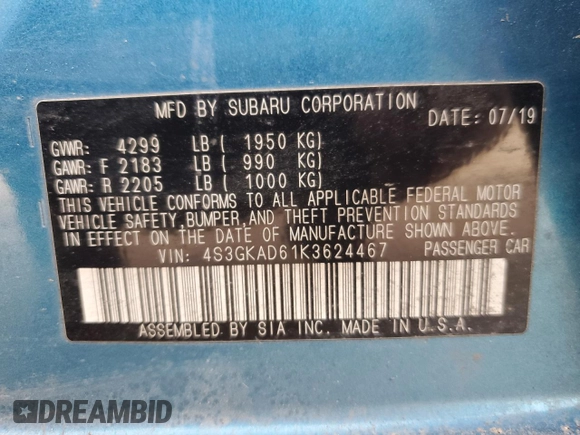 MFD BY SUBARU CORPORATION
DATE: 07/19
GVWR: 4299 LB ( 1950 KG)
GAWR: F 2183 LB ( 990 KG)
GAWR: R 2205 LB ( 1000 KG)
THIS VEHICLE CONFORMS TO ALL APPLICABLE FEDERAL MOTOR
VEHICLE SAFETY,BUMPER,AND THEFT PREVENTION STANDARDS
IN EFFECT ON THE DATE OF MANUFACTURE SHOWN ABOVE.
VIN: 4S3GKAD61K3624467 PASSENGER CAR
ASSEMBLED BY SIA INC. MADE IN U.S.A.
DREAMBID